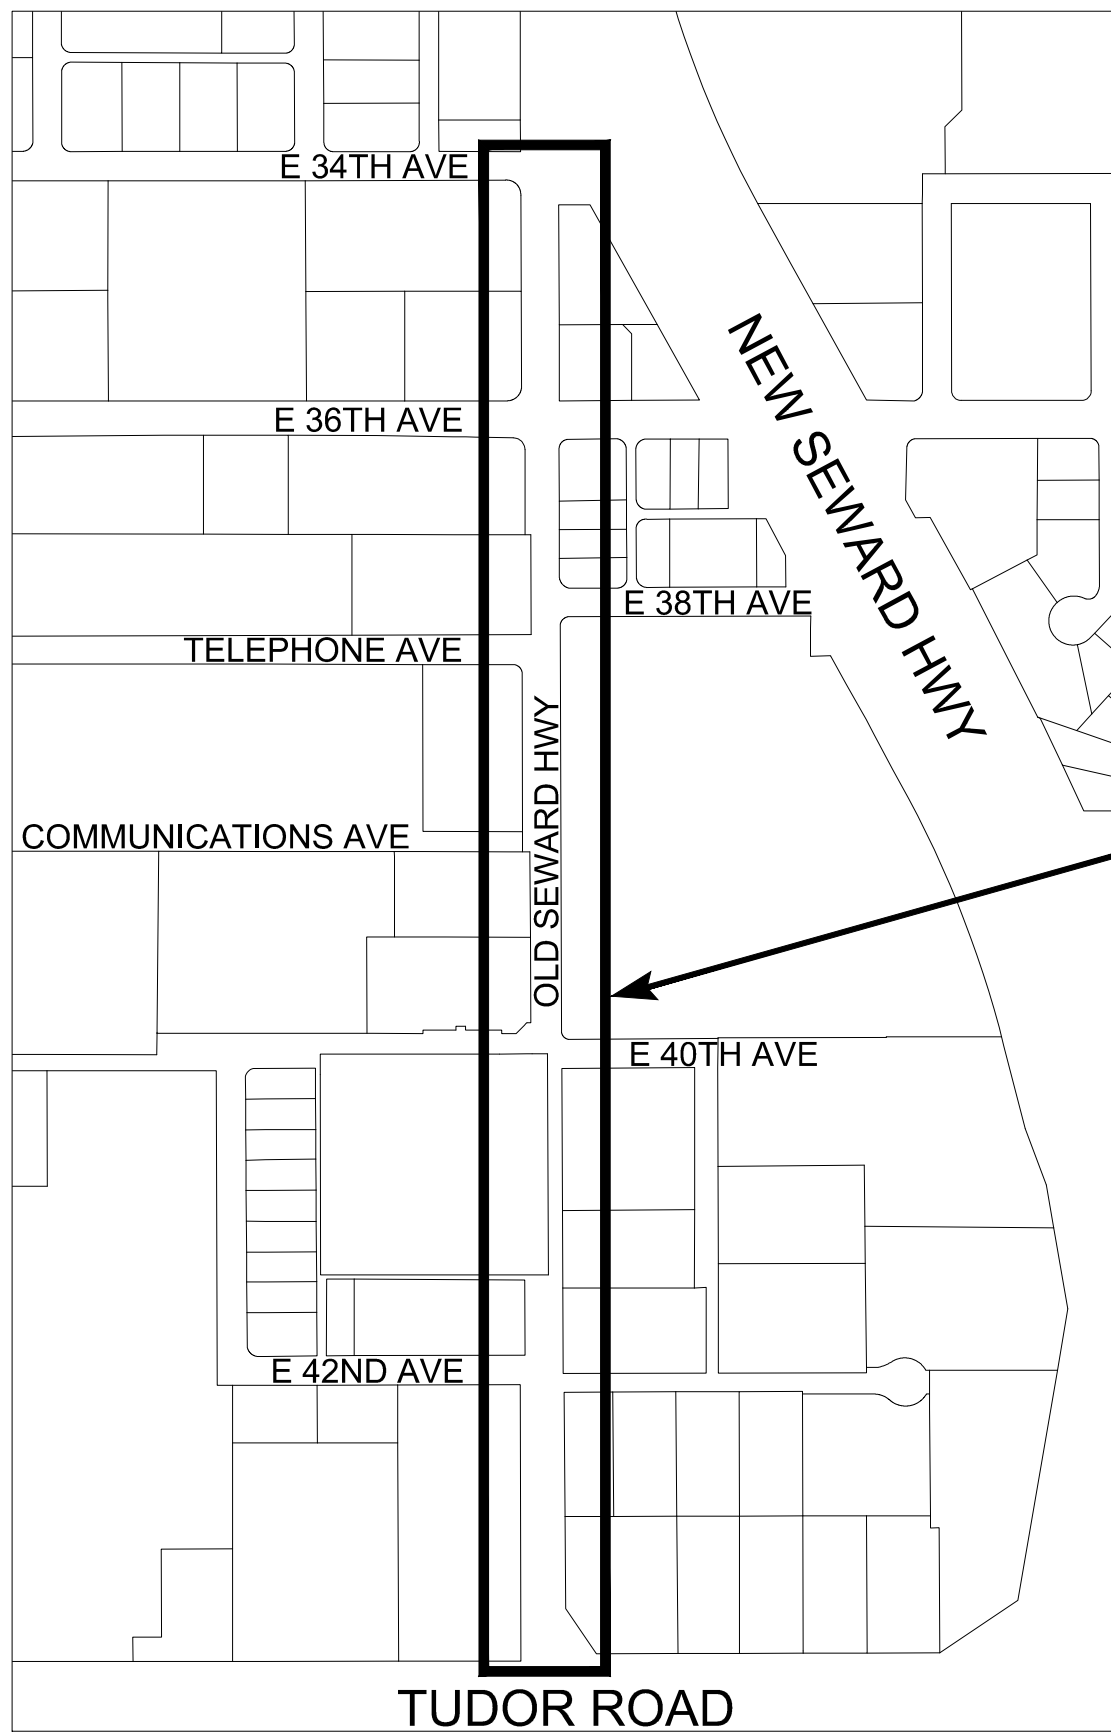 E 34TH AVE
E 36TH AVE
NEW SEWARD HWY
E 38TH AVE
TELEPHONE AVE
OLD SEWARD HWY
COMMUNICATIONS AVE
E 40TH AVE
E 42ND AVE
TUDOR ROAD